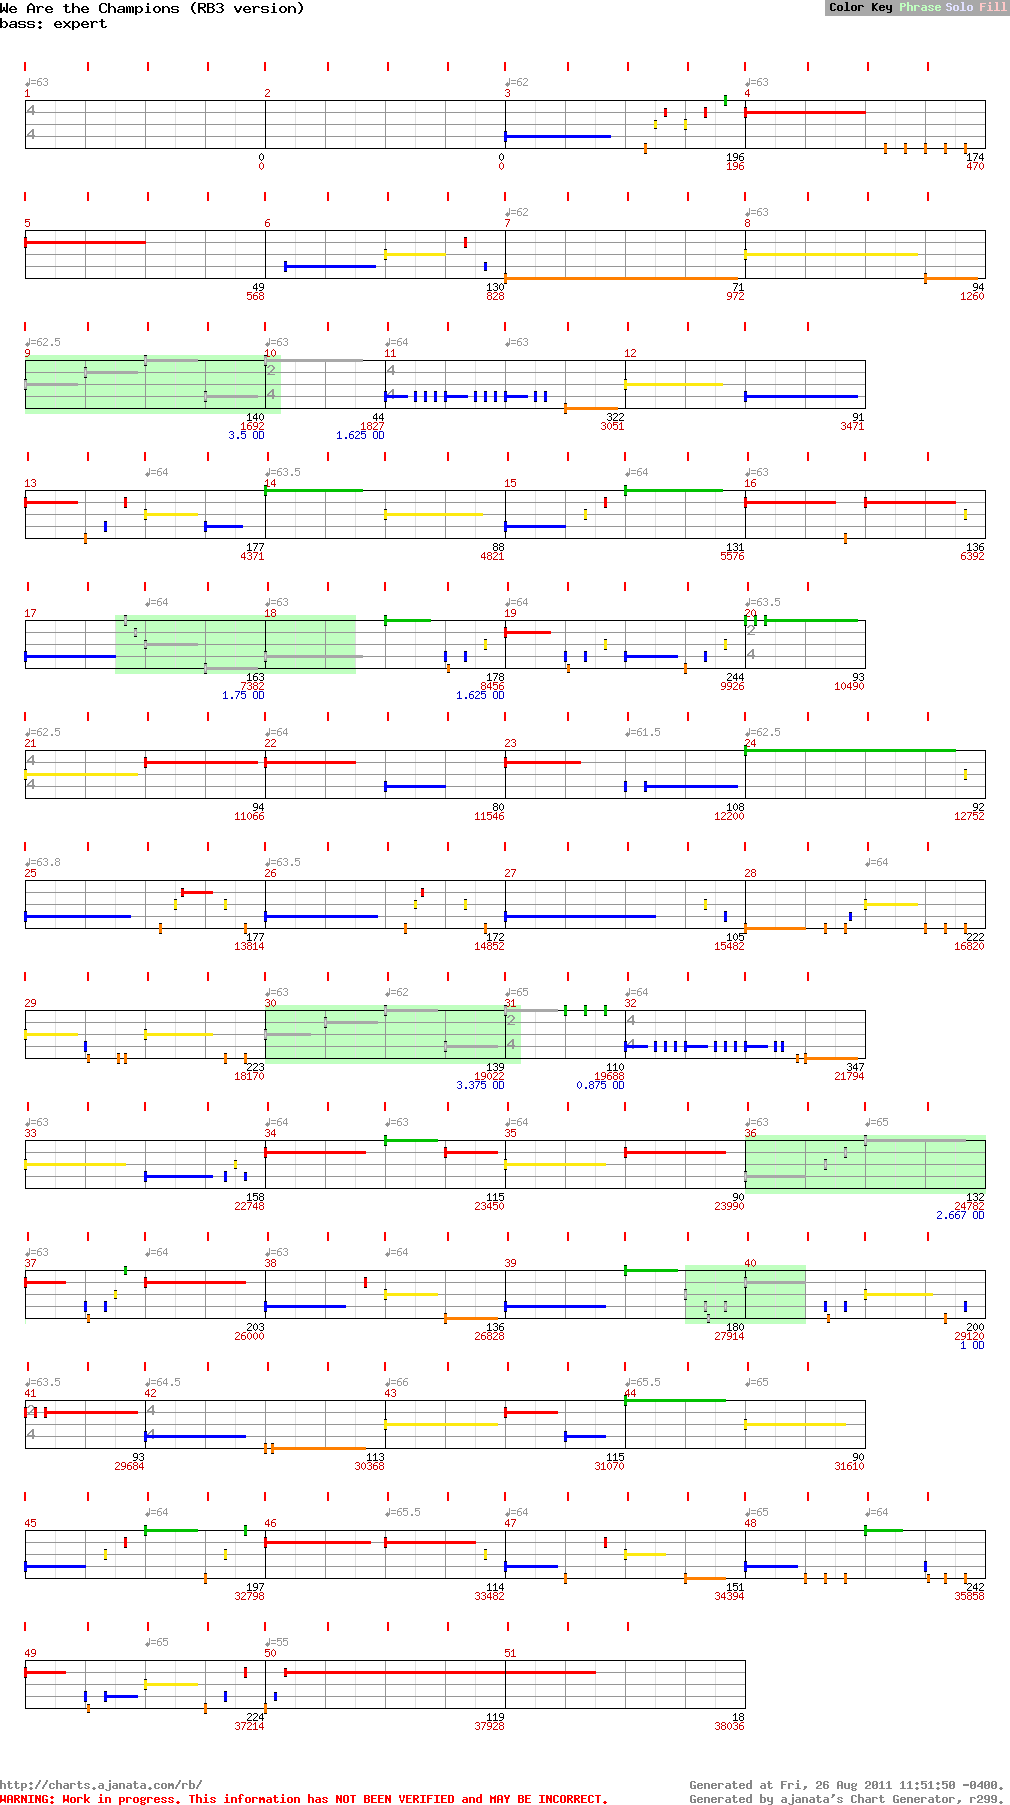 We Are the Champions (RB3 version)
bass: expert
Color Key Phrase Solo Fill
♩=63 ♩=62 ♩=63
1 2 3 4
4
4
0 0 196 174
0 0 196 470
♩=62 ♩=63
5 6 7 8
49 130 71 94
568 828 972 1260
♩=62.5 ♩=63 ♩=64 ♩=63
9 10 11 12
2 4
4 4
140 44 322 91
1692 1827 3051 3471
3.5 OD 1.625 OD
♩=64 ♩=63.5 ♩=64 ♩=63
13 14 15 16
177 88 131 136
4371 4821 5576 6392
♩=64 ♩=63 ♩=64 ♩=63.5
17 18 19 20
2
4
163 178 244 93
7382 8456 9926 10490
1.75 OD 1.625 OD
♩=62.5 ♩=64 ♩=61.5 ♩=62.5
21 22 23 24
4
4
94 80 108 92
11066 11546 12200 12752
♩=63.8 ♩=63.5 ♩=64
25 26 27 28
177 172 105 222
13814 14852 15482 16820
♩=63 ♩=62 ♩=65 ♩=64
29 30 31 32
2 4
4 4
223 139 110 347
18170 19022 19688 21794
3.375 OD 0.875 OD
♩=63 ♩=64 ♩=63 ♩=64 ♩=63 ♩=65
33 34 35 36
158 115 90 132
22748 23450 23990 24782
2.667 OD
♩=63 ♩=64 ♩=63 ♩=64
37 38 39 40
203 136 180 200
26000 26828 27914 29120
1 OD
♩=63.5 ♩=64.5 ♩=66 ♩=65.5 ♩=65
41 42 43 44
2 4
4 4
93 113 115 90
29684 30368 31070 31610
♩=64 ♩=65.5 ♩=64 ♩=65 ♩=64
45 46 47 48
197 114 151 242
32798 33482 34394 35858
♩=65 ♩=55
49 50 51
224 119 18
37214 37928 38036
http://charts.ajanata.com/rb/
Generated at Fri, 26 Aug 2011 11:51:50 -0400.
WARNING: Work in progress. This information has NOT BEEN VERIFIED and MAY BE INCORRECT.
Generated by ajanata's Chart Generator, r299.